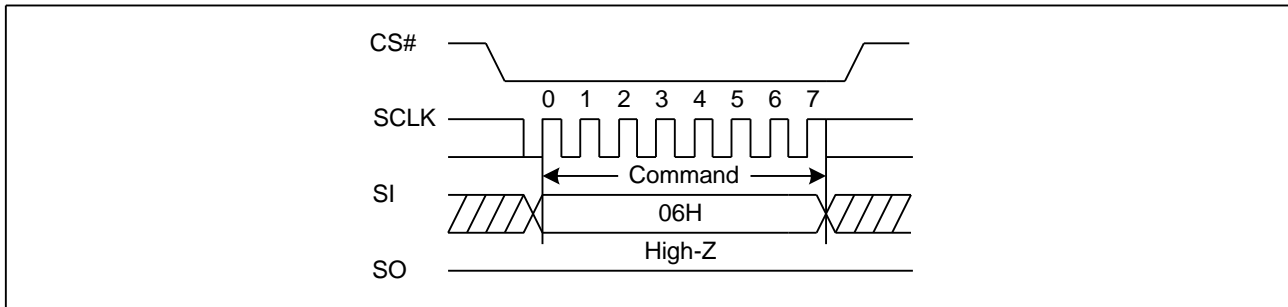 CS#
0 1 2 3 4 5 6 7
SCLK
Command
SI
06H
High-Z
SO